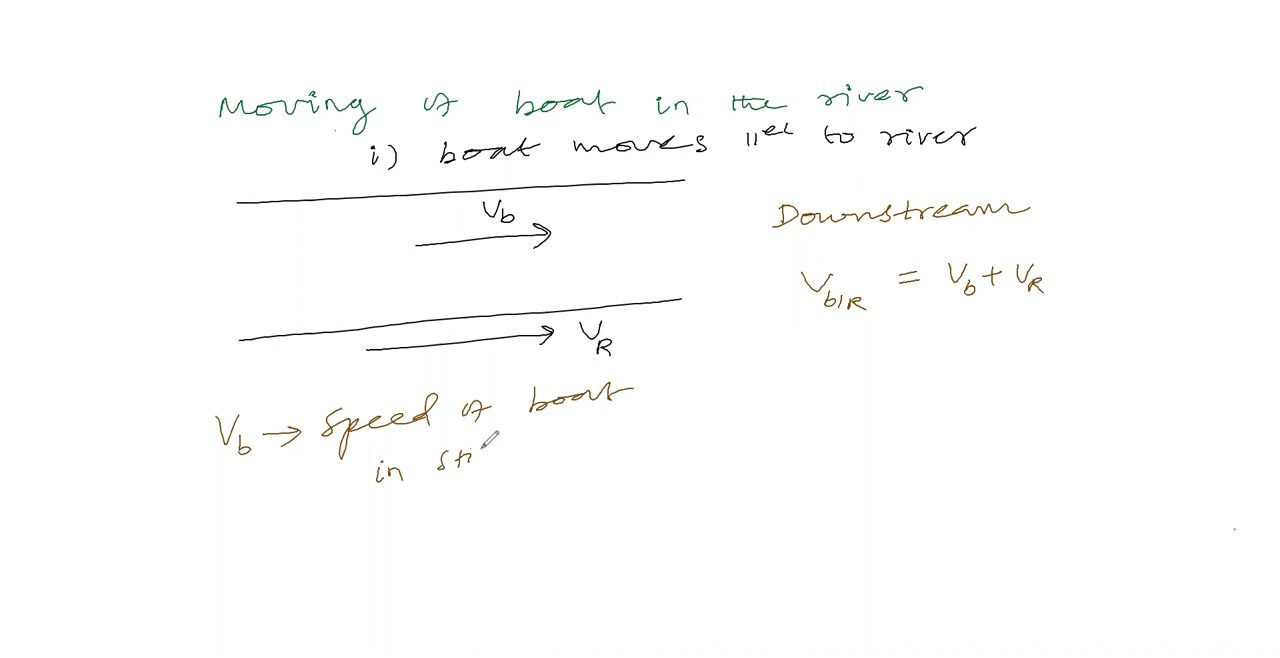 Moving of boat in the river
i) boat moves ||el to river
Vb
Downstream
Vb/R = Vb + VR
VR
Vb → Speed of boat
in sti